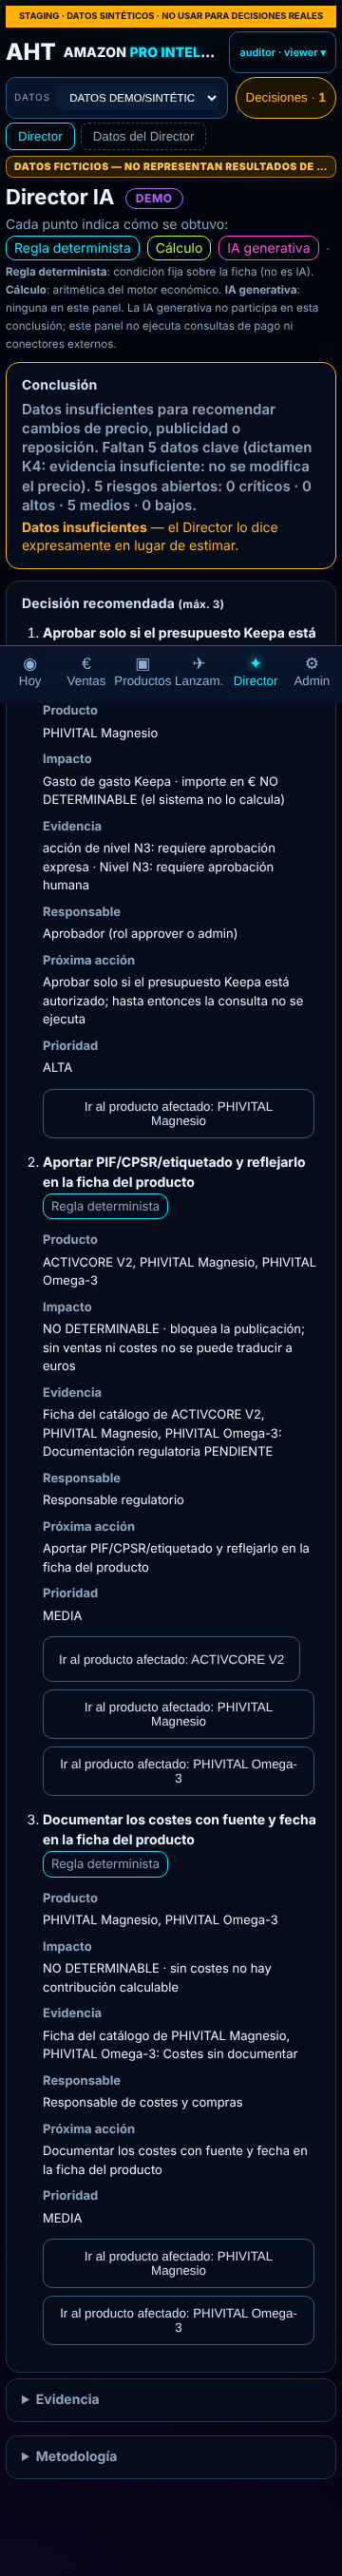 STAGING · DATOS SINTÉTICOS · NO USAR PARA DECISIONES REALES
AHT AMAZON PRO INTEL...
auditor · viewer ▾
DATOS DATOS DEMO/SINTÉTIC
Decisiones · 1
Director
Datos del Director
DATOS FICTICIOS — NO REPRESENTAN RESULTADOS DE ...
Director IA DEMO
Cada punto indica cómo se obtuvo:
Regla determinista Cálculo IA generativa ·
Regla determinista: condición fija sobre la ficha (no es IA).
Cálculo: aritmética del motor económico. IA generativa:
ninguna en este panel. La IA generativa no participa en esta
conclusión; este panel no ejecuta consultas de pago ni
conectores externos.
Conclusión
Datos insuficientes para recomendar
cambios de precio, publicidad o
reposición. Faltan 5 datos clave (dictamen
K4: evidencia insuficiente: no se modifica
el precio). 5 riesgos abiertos: 0 críticos · 0
altos · 5 medios · 0 bajos.
Datos insuficientes — el Director lo dice
expresamente en lugar de estimar.
Decisión recomendada (máx. 3)
1. Aprobar solo si el presupuesto Keepa está
Hoy
Ventas
Productos
Lanzam.
Director
Admin
Producto
PHIVITAL Magnesio
Impacto
Gasto de gasto Keepa · importe en € NO
DETERMINABLE (el sistema no lo calcula)
Evidencia
acción de nivel N3: requiere aprobación
expresa · Nivel N3: requiere aprobación
humana
Responsable
Aprobador (rol approver o admin)
Próxima acción
Aprobar solo si el presupuesto Keepa está
autorizado; hasta entonces la consulta no se
ejecuta
Prioridad
ALTA
Ir al producto afectado: PHIVITAL
Magnesio
2. Aportar PIF/CPSR/etiquetado y reflejarlo
en la ficha del producto
Regla determinista
Producto
ACTIVCORE V2, PHIVITAL Magnesio, PHIVITAL
Omega-3
Impacto
NO DETERMINABLE · bloquea la publicación;
sin ventas ni costes no se puede traducir a
euros
Evidencia
Ficha del catálogo de ACTIVCORE V2,
PHIVITAL Magnesio, PHIVITAL Omega-3:
Documentación regulatoria PENDIENTE
Responsable
Responsable regulatorio
Próxima acción
Aportar PIF/CPSR/etiquetado y reflejarlo en la
ficha del producto
Prioridad
MEDIA
Ir al producto afectado: ACTIVCORE V2
Ir al producto afectado: PHIVITAL
Magnesio
Ir al producto afectado: PHIVITAL Omega-
3
3. Documentar los costes con fuente y fecha
en la ficha del producto
Regla determinista
Producto
PHIVITAL Magnesio, PHIVITAL Omega-3
Impacto
NO DETERMINABLE · sin costes no hay
contribución calculable
Evidencia
Ficha del catálogo de PHIVITAL Magnesio,
PHIVITAL Omega-3: Costes sin documentar
Responsable
Responsable de costes y compras
Próxima acción
Documentar los costes con fuente y fecha en
la ficha del producto
Prioridad
MEDIA
Ir al producto afectado: PHIVITAL
Magnesio
Ir al producto afectado: PHIVITAL Omega-
3
▶ Evidencia
▶ Metodología